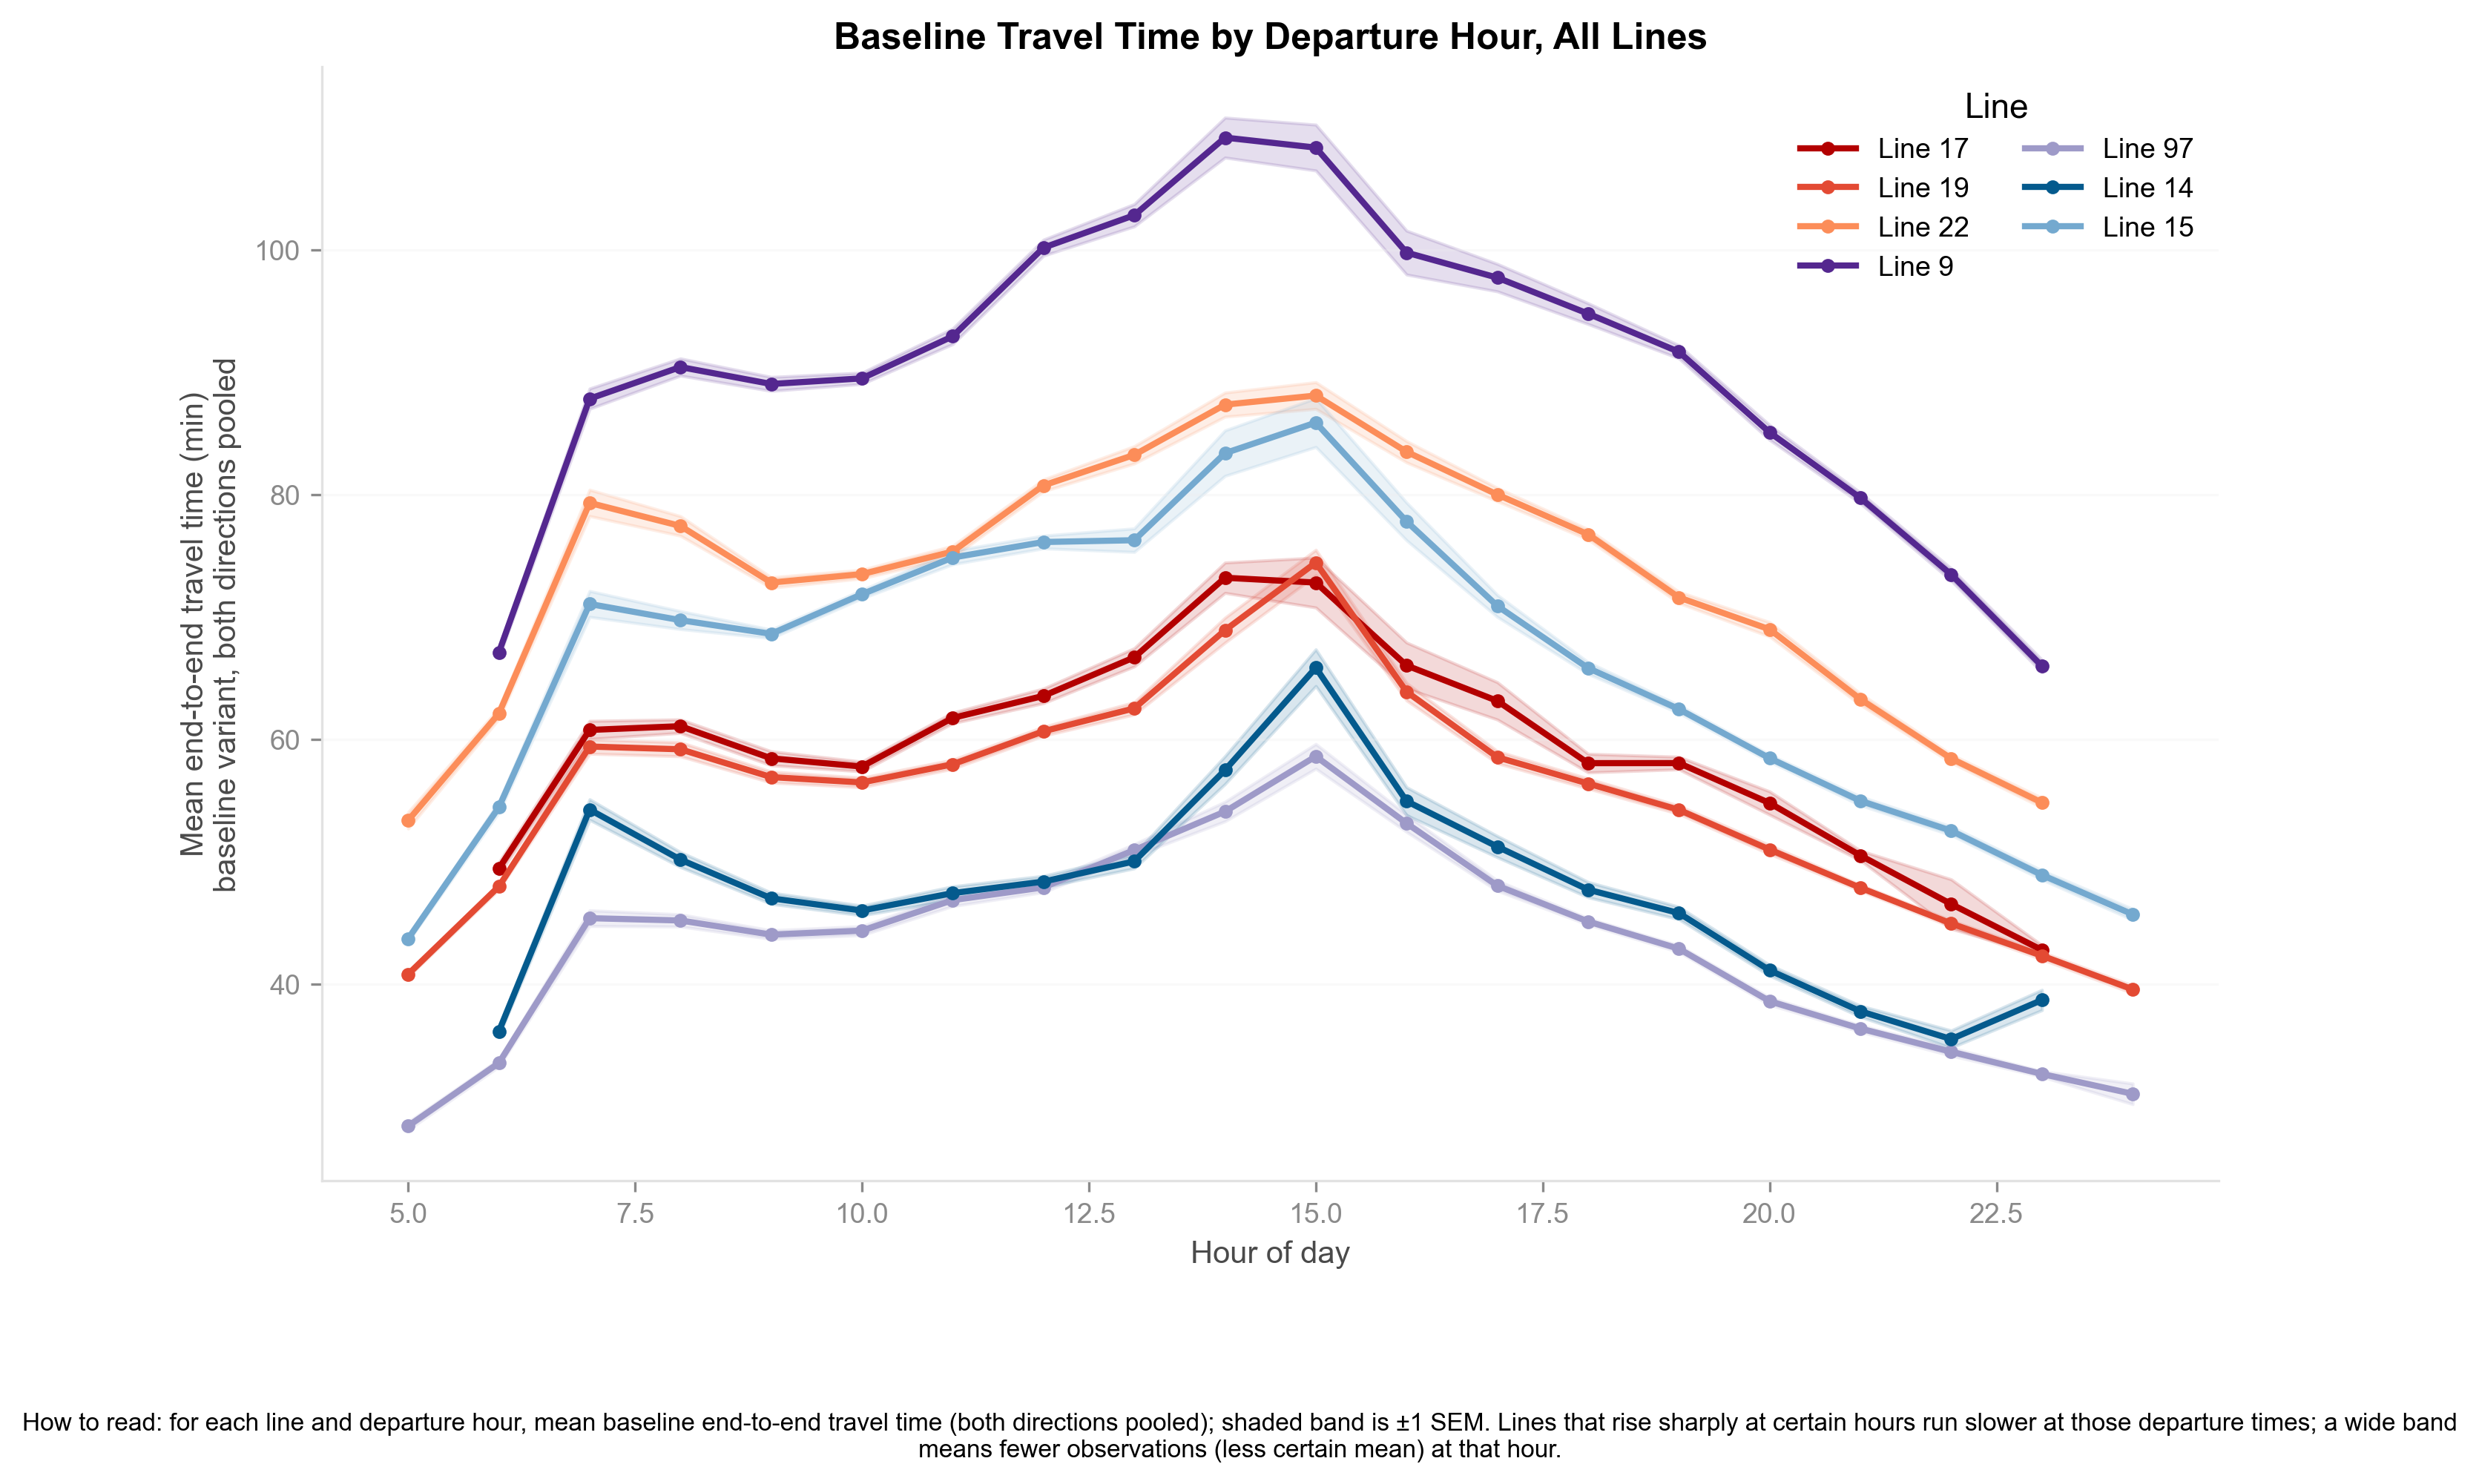 Baseline Travel Time by Departure Hour, All Lines
Mean end-to-end travel time (min)
baseline variant, both directions pooled
100
80
60
40
Line
Line 17
Line 19
Line 22
Line 9
Line 97
Line 14
Line 15
5.0
7.5
10.0
12.5
15.0
17.5
20.0
22.5
Hour of day
How to read: for each line and departure hour, mean baseline end-to-end travel time (both directions pooled); shaded band is ±1 SEM. Lines that rise sharply at certain hours run slower at those departure times; a wide band
means fewer observations (less certain mean) at that hour.